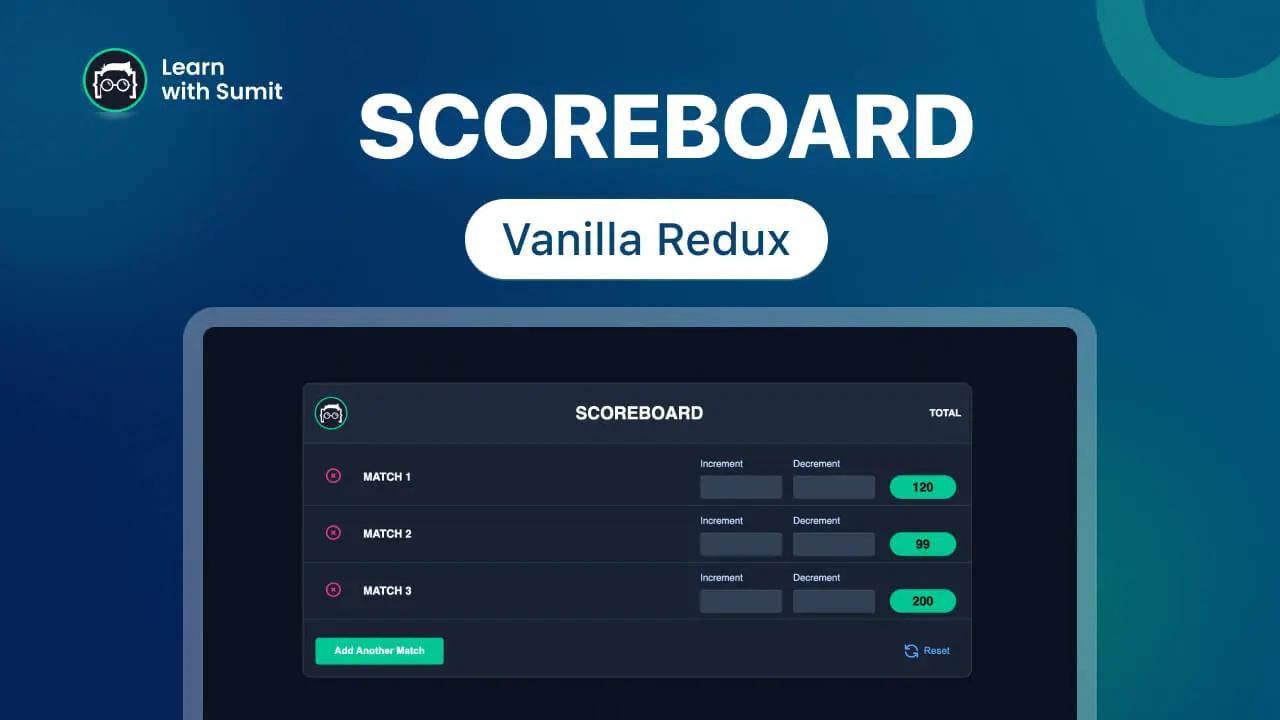 Learn
with Sumit
SCOREBOARD
Vanilla Redux
SCOREBOARD
TOTAL
MATCH 1
Increment
Decrement
120
MATCH 2
Increment
Decrement
99
MATCH 3
Increment
Decrement
200
Add Another Match
Reset